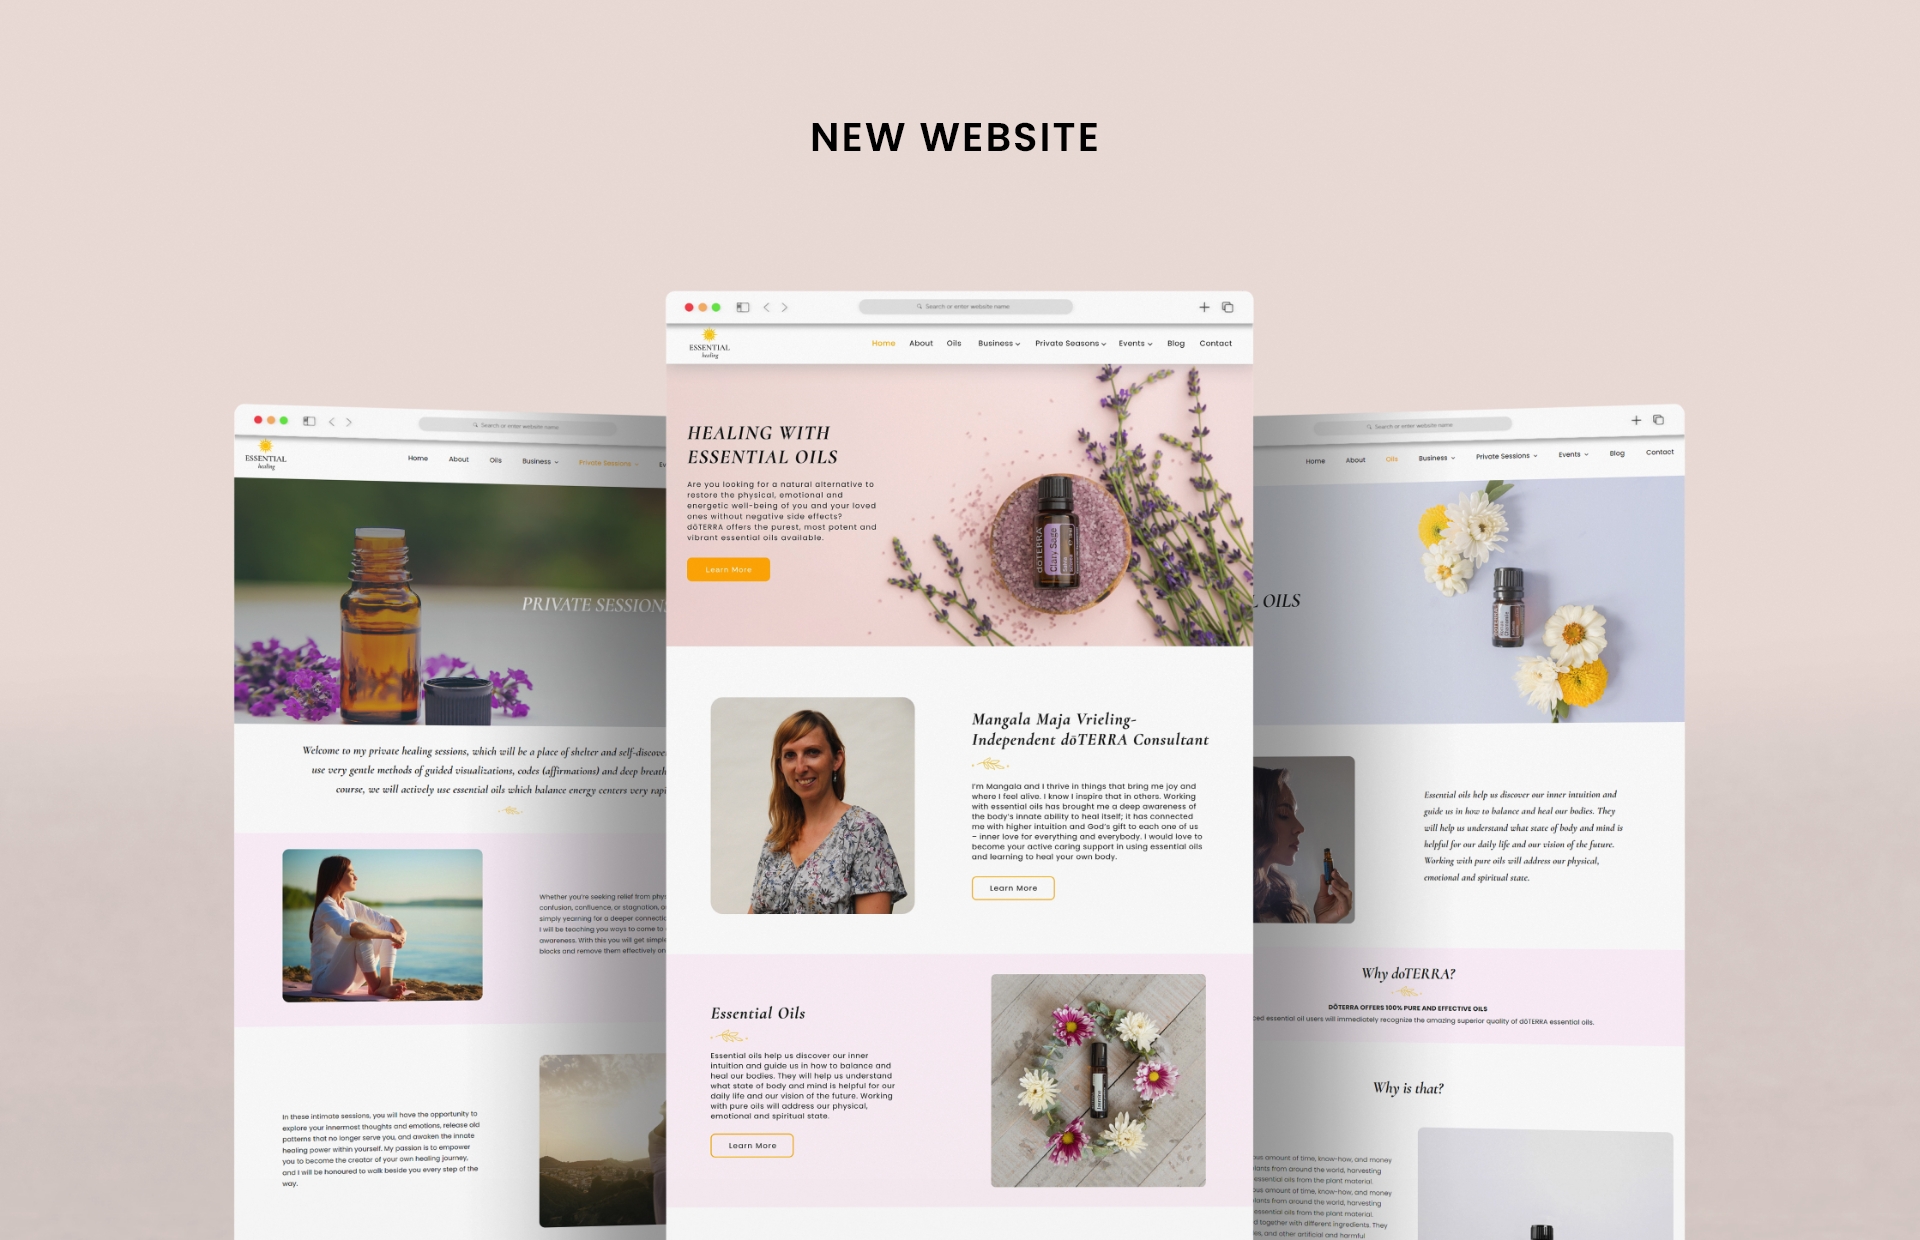 NEW WEBSITE
Search or enter website name
ESSENTIAL
healing
Home About Oils Business Private Seasons Events Blog Contact
HEALING WITH
ESSENTIAL OILS
Are you looking for a natural alternative to
restore the physical, emotional and
energetic well-being of you and your loved
ones without negative side effects?
dōTERRA offers the purest, most potent and
vibrant essential oils available.
Learn More
dōTERRA
Clary Sage
Mangala Maja Vrieling-
Independent dōTERRA Consultant
I'm Mangala and I thrive in things that bring me joy and
where I feel alive. I know I inspire that in others. Working
with essential oils has brought me a deep awareness of
the body's innate ability to heal itself; it has connected
me with higher intuition and God's gift to each one of us
– inner love for everything and everybody. I would love to
become your active caring support in using essential oils
and learning to heal your own body.
Learn More
Essential Oils
Essential oils help us discover our inner
intuition and guide us in how to balance and
heal our bodies. They will help us understand
what state of body and mind is helpful for our
daily life and our vision of the future. Working
with pure oils will address our physical,
emotional and spiritual state.
Learn More
Search or enter website name
ESSENTIAL
healing
Home About Oils Business Private Sessions Ev
PRIVATE SESSIONS
Welcome to my private healing sessions, which will be a place of shelter and self-discove
use very gentle methods of guided visualizations, codes (affirmations) and deep breath
course, we will actively use essential oils which balance energy centers very rapi
Whether you're seeking relief from phy
confusion, confluence, or stagnation, o
simply yearning for a deeper connecti
I will be teaching you ways to come to
awareness. With this you will get simpl
blocks and remove them effectively an
In these intimate sessions, you will have the opportunity to
explore your innermost thoughts and emotions, release old
patterns that no longer serve you, and awaken the innate
healing power within yourself. My passion is to empower
you to become the creator of your own healing journey,
and I will be honoured to walk beside you every step of the
way.
Search or enter website name
Home About Oils Business Private Sessions Events Blog Contact
L OILS
Essential oils help us discover our inner intuition and
guide us in how to balance and heal our bodies. They
will help us understand what state of body and mind is
helpful for our daily life and our vision of the future.
Working with pure oils will address our physical,
emotional and spiritual state.
Why doTERRA?
DŌTERRA OFFERS 100% PURE AND EFFECTIVE OILS
ced essential oil users will immediately recognize the amazing superior quality of dōTERRA essential oils.
Why is that?
ous amount of time, know-how, and money
plants from around the world, harvesting
essential oils from the plant material.
ous amount of time, know-how, and money
plants from around the world, harvesting
essential oils from the plant material.
d together with different ingredients. They
es, and other artificial and harmful